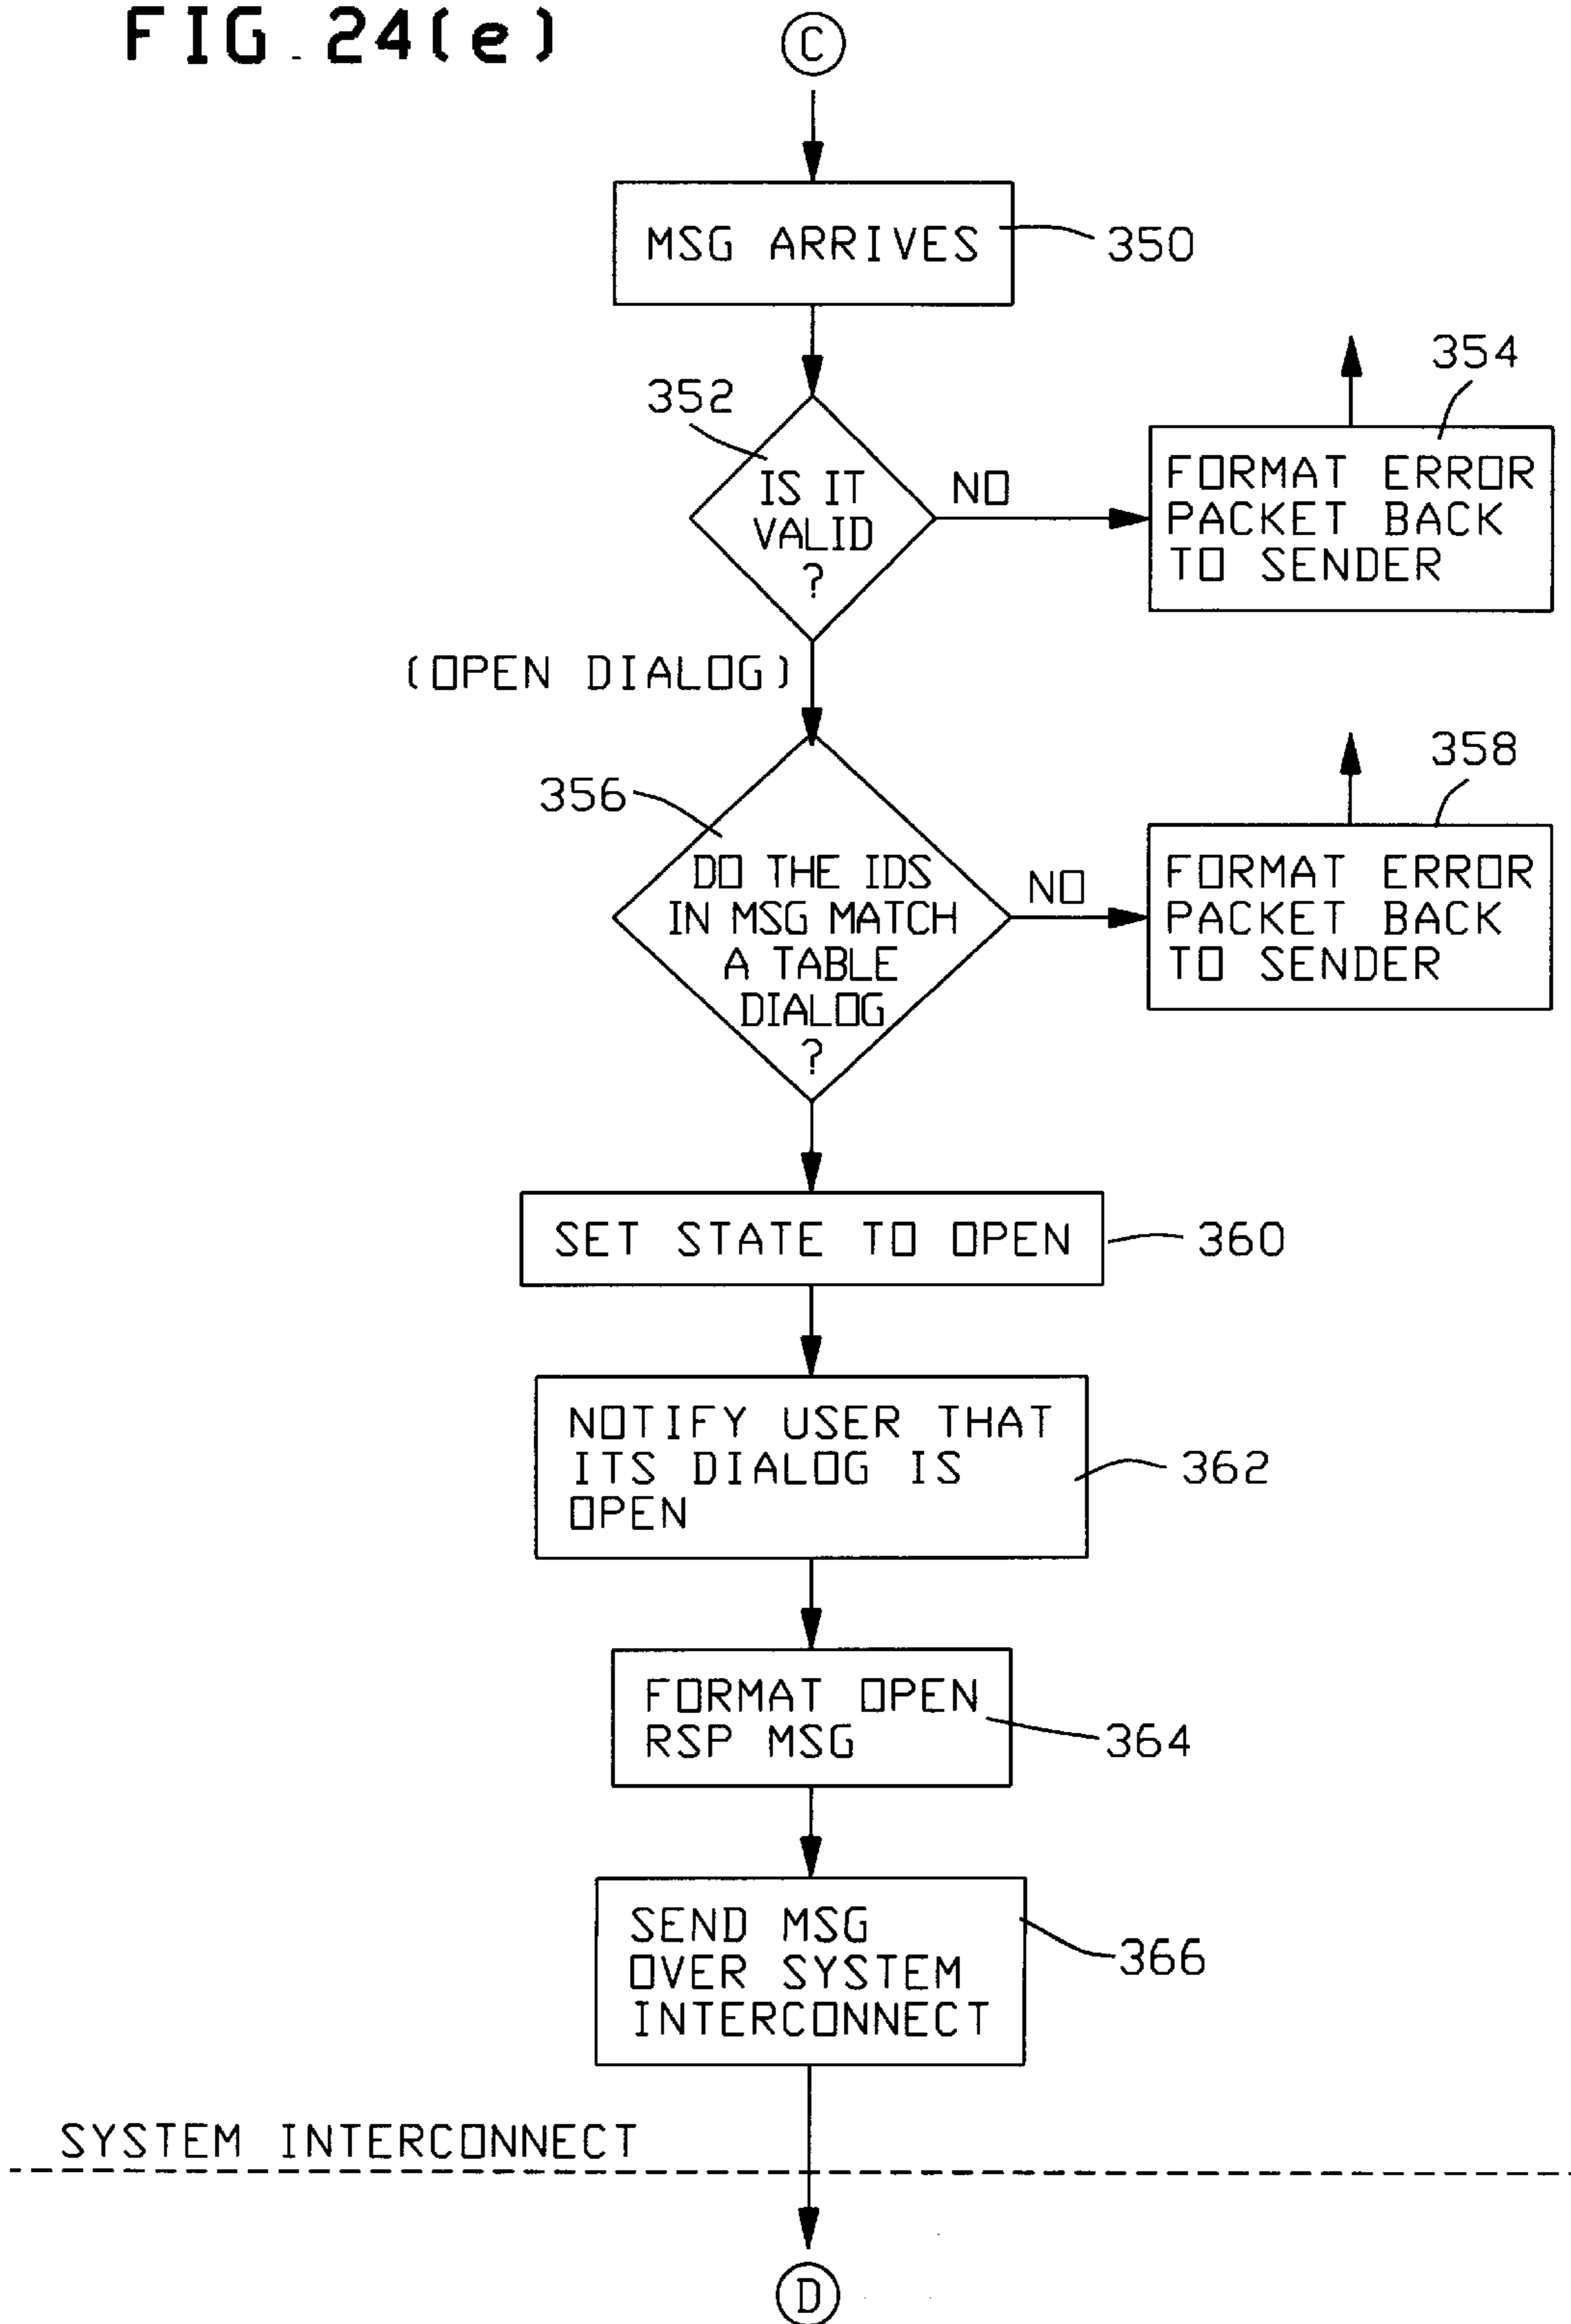 FIG. 24(e)
C
MSG ARRIVES
350
352
IS IT
VALID
?
NO
354
FORMAT ERROR
PACKET BACK
TO SENDER
(OPEN DIALOG)
356
DO THE IDS
IN MSG MATCH
A TABLE
DIALOG
?
NO
358
FORMAT ERROR
PACKET BACK
TO SENDER
SET STATE TO OPEN
360
NOTIFY USER THAT
ITS DIALOG IS
OPEN
362
FORMAT OPEN
RSP MSG
364
SEND MSG
OVER SYSTEM
INTERCONNECT
366
SYSTEM INTERCONNECT
D